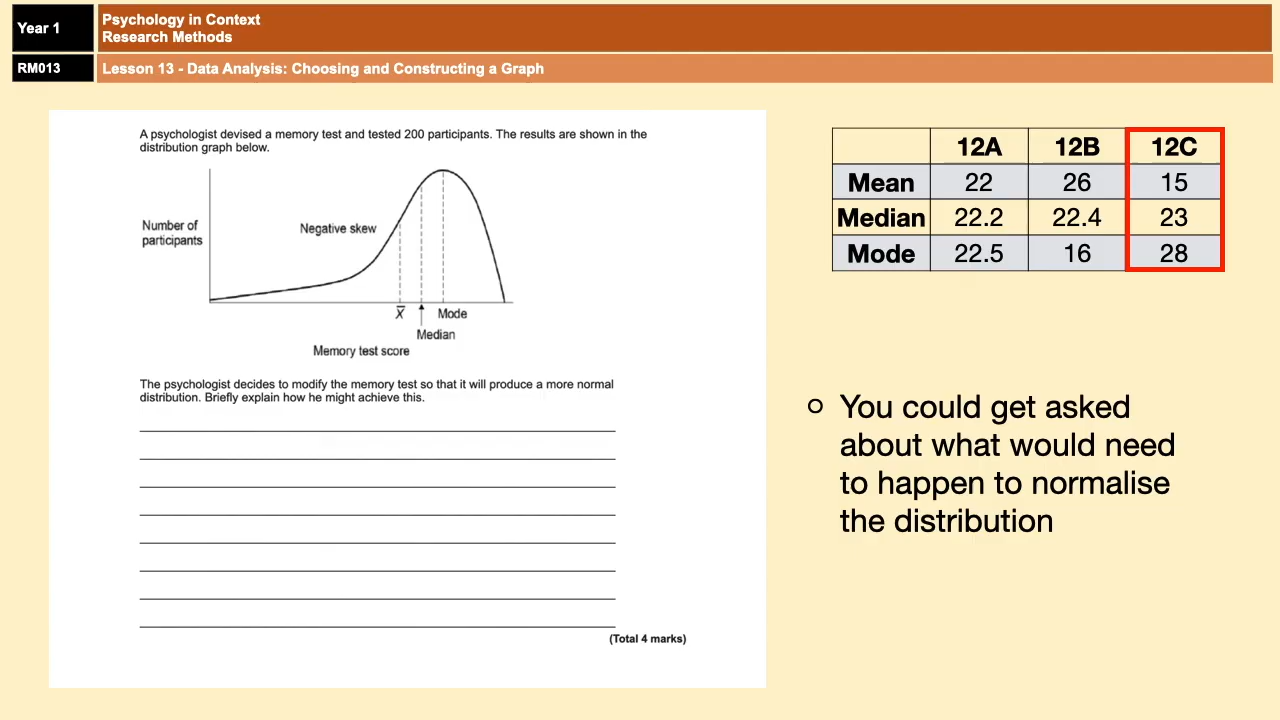 Year 1
Psychology in Context
Research Methods
RM013
Lesson 13 - Data Analysis: Choosing and Constructing a Graph
A psychologist devised a memory test and tested 200 participants. The results are shown in the
distribution graph below.
Number of
participants
Negative skew
X̅
Mode
Median
Memory test score
The psychologist decides to modify the memory test so that it will produce a more normal
distribution. Briefly explain how he might achieve this.
(Total 4 marks)
12A 12B 12C
Mean 22 26 15
Median 22.2 22.4 23
Mode 22.5 16 28
You could get asked
about what would need
to happen to normalise
the distribution